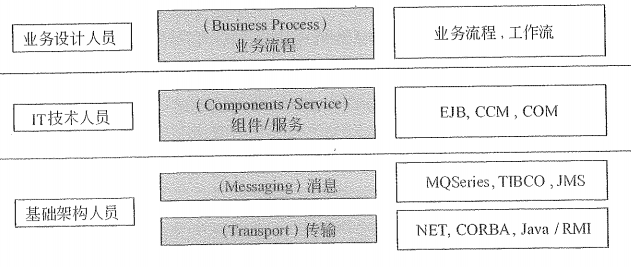 业务设计人员
(Business Process)
业务流程
业务流程,工作流
IT技术人员
(Components/Service)
组件/服务
EJB, CCM, COM
基础架构人员
(Messaging)消息
MQSeries, TIBCO, JMS
(Transport)传输
NET, CORBA, Java/RMI